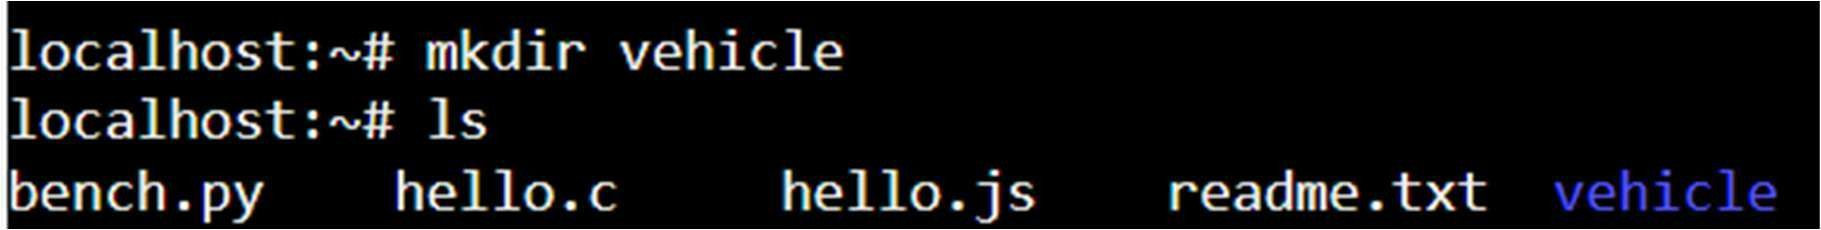 localhost:~# mkdir vehicle
localhost:~# ls
bench.py    hello.c     hello.js    readme.txt  vehicle